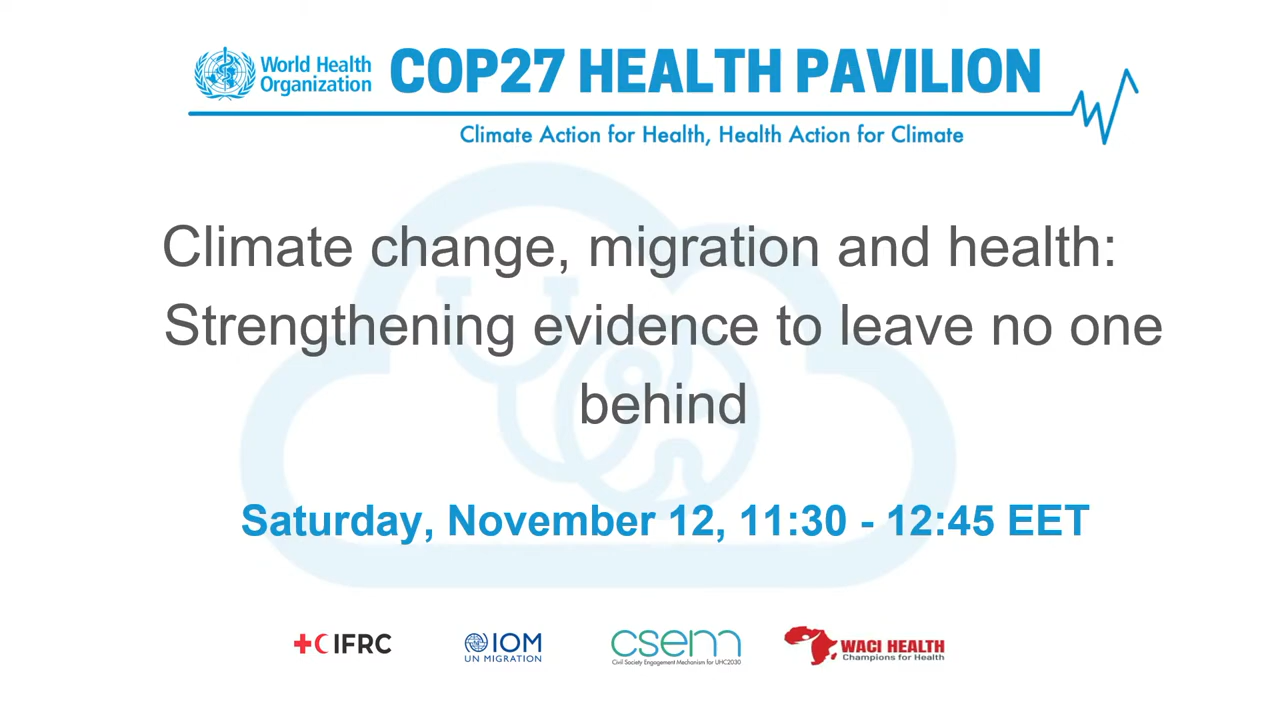 World Health
Organization
COP27 HEALTH PAVILION
Climate Action for Health, Health Action for Climate
Climate change, migration and health:
Strengthening evidence to leave no one
behind
Saturday, November 12, 11:30 - 12:45 EET
IFRC
IOM
UN MIGRATION
csem
Civil Society Engagement Mechanism for UHC2030
WACI HEALTH
Champions for Health